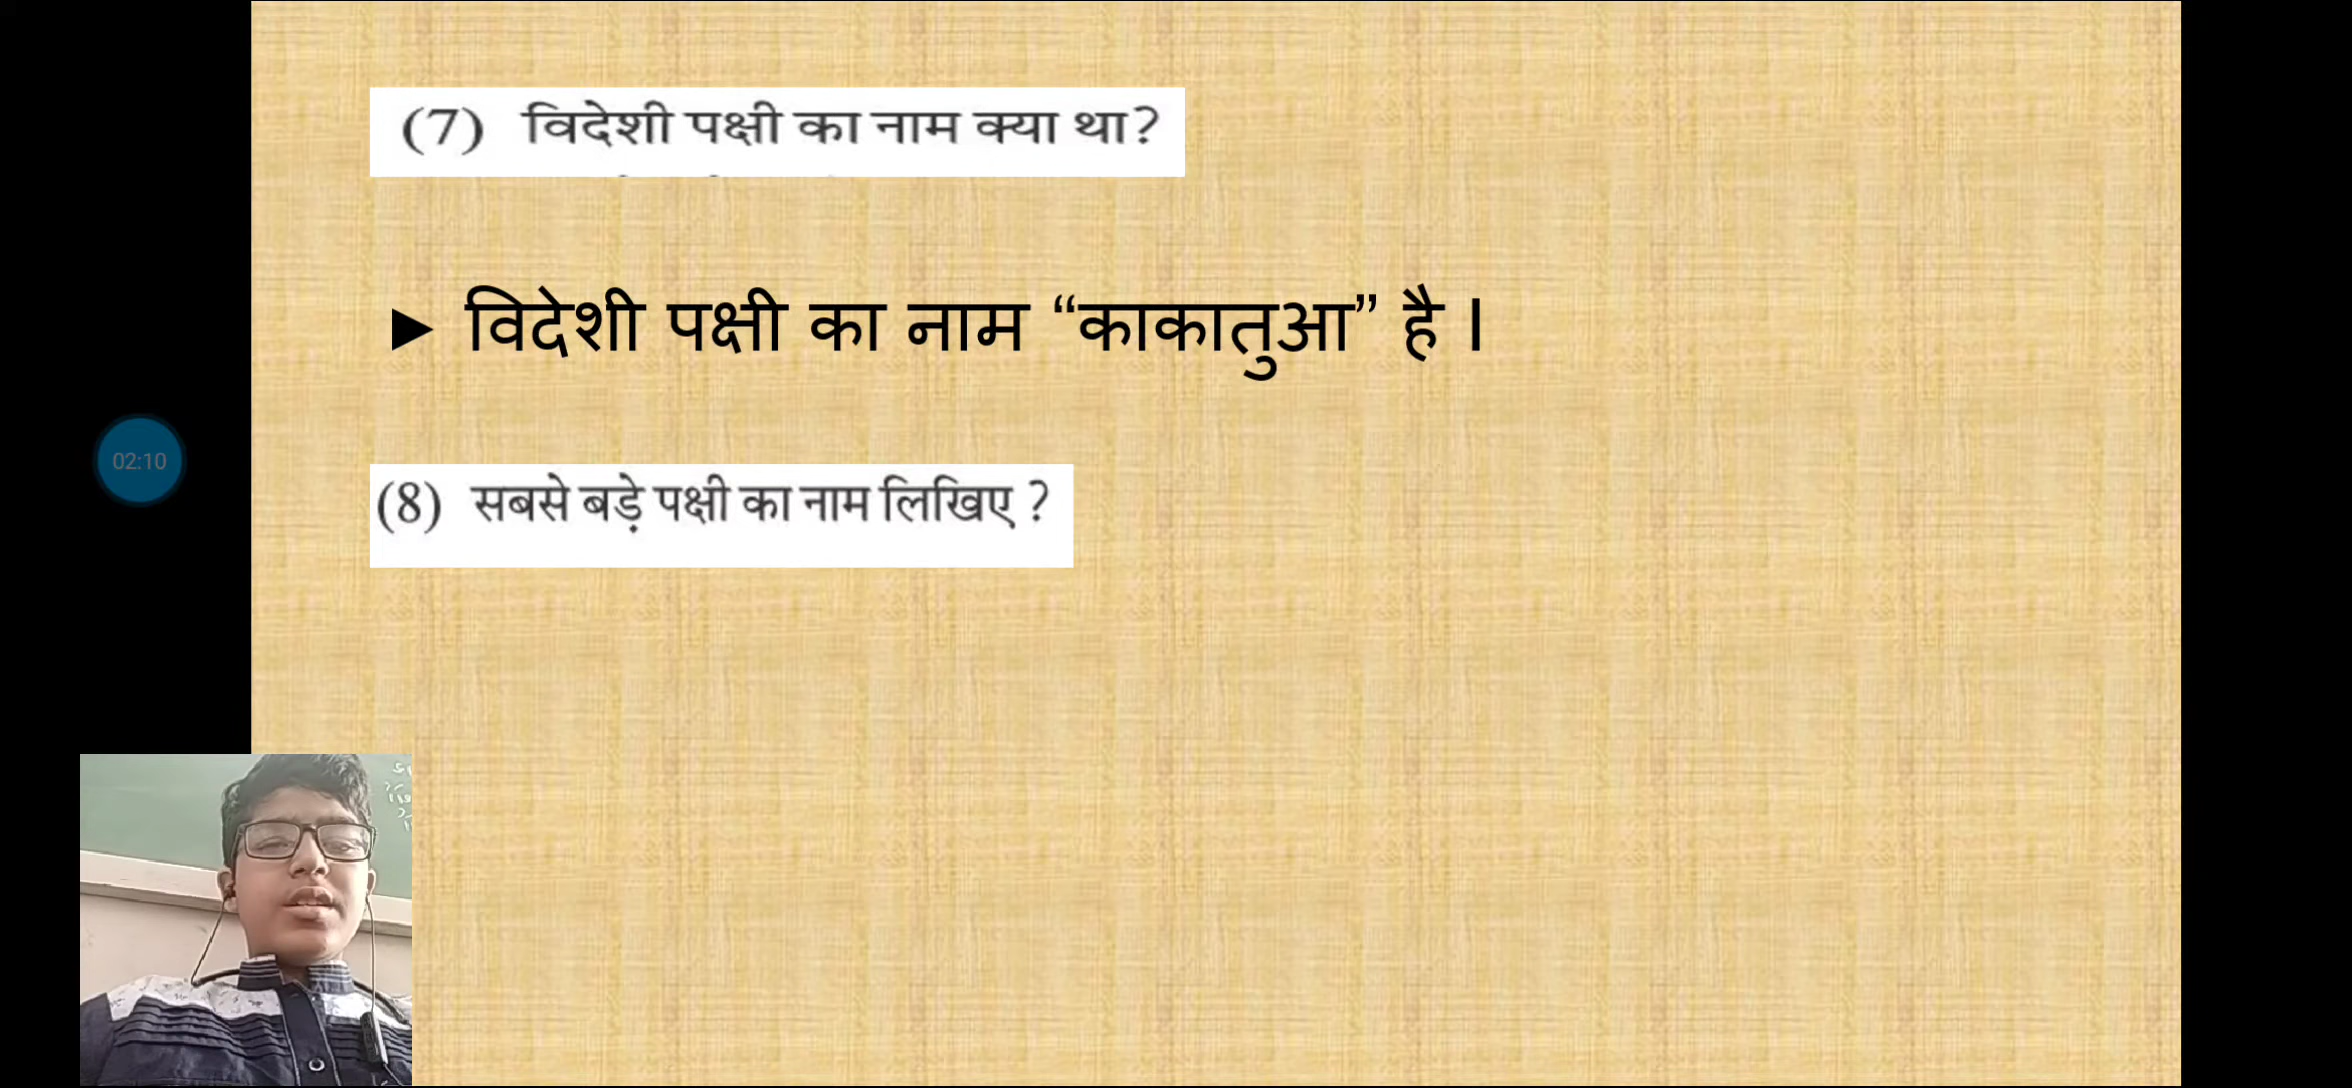 (7) विदेशी पक्षी का नाम क्या था?
► विदेशी पक्षी का नाम “काकातुआ” है ।
02:10
(8) सबसे बड़े पक्षी का नाम लिखिए ?